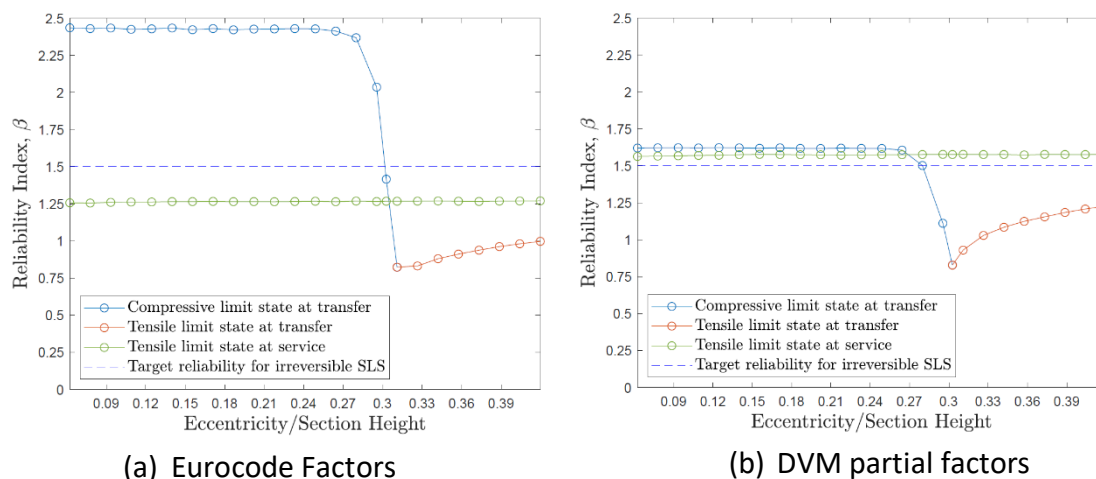 2.5
2.25
2
1.75
1.5
1.25
1
0.75
0.5
0.25
0
Reliability Index, β
Compressive limit state at transfer
Tensile limit state at transfer
Tensile limit state at service
Target reliability for irreversible SLS
0.09 0.12 0.15 0.18 0.21 0.24 0.27 0.3 0.33 0.36 0.39
Eccentricity/Section Height
(a) Eurocode Factors
2.5
2.25
2
1.75
1.5
1.25
1
0.75
0.5
0.25
0
Reliability Index, β
Compressive limit state at transfer
Tensile limit state at transfer
Tensile limit state at service
Target reliability for irreversible SLS
0.09 0.12 0.15 0.18 0.21 0.24 0.27 0.3 0.33 0.36 0.39
Eccentricity/Section Height
(b) DVM partial factors